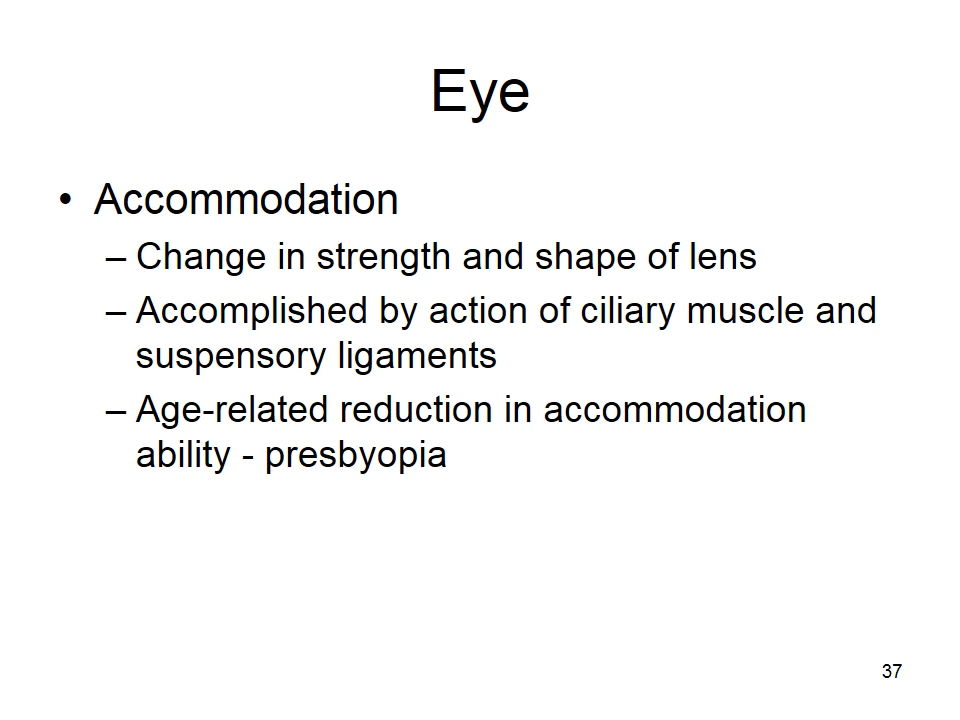 Eye
• Accommodation
– Change in strength and shape of lens
– Accomplished by action of ciliary muscle and
suspensory ligaments
– Age-related reduction in accommodation
ability - presbyopia
37